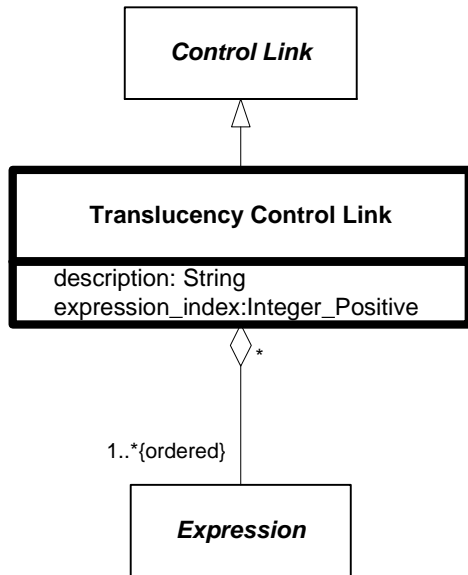 Control Link
Translucency Control Link
description: String
expression_index:Integer_Positive
*
1..*{ordered}
Expression